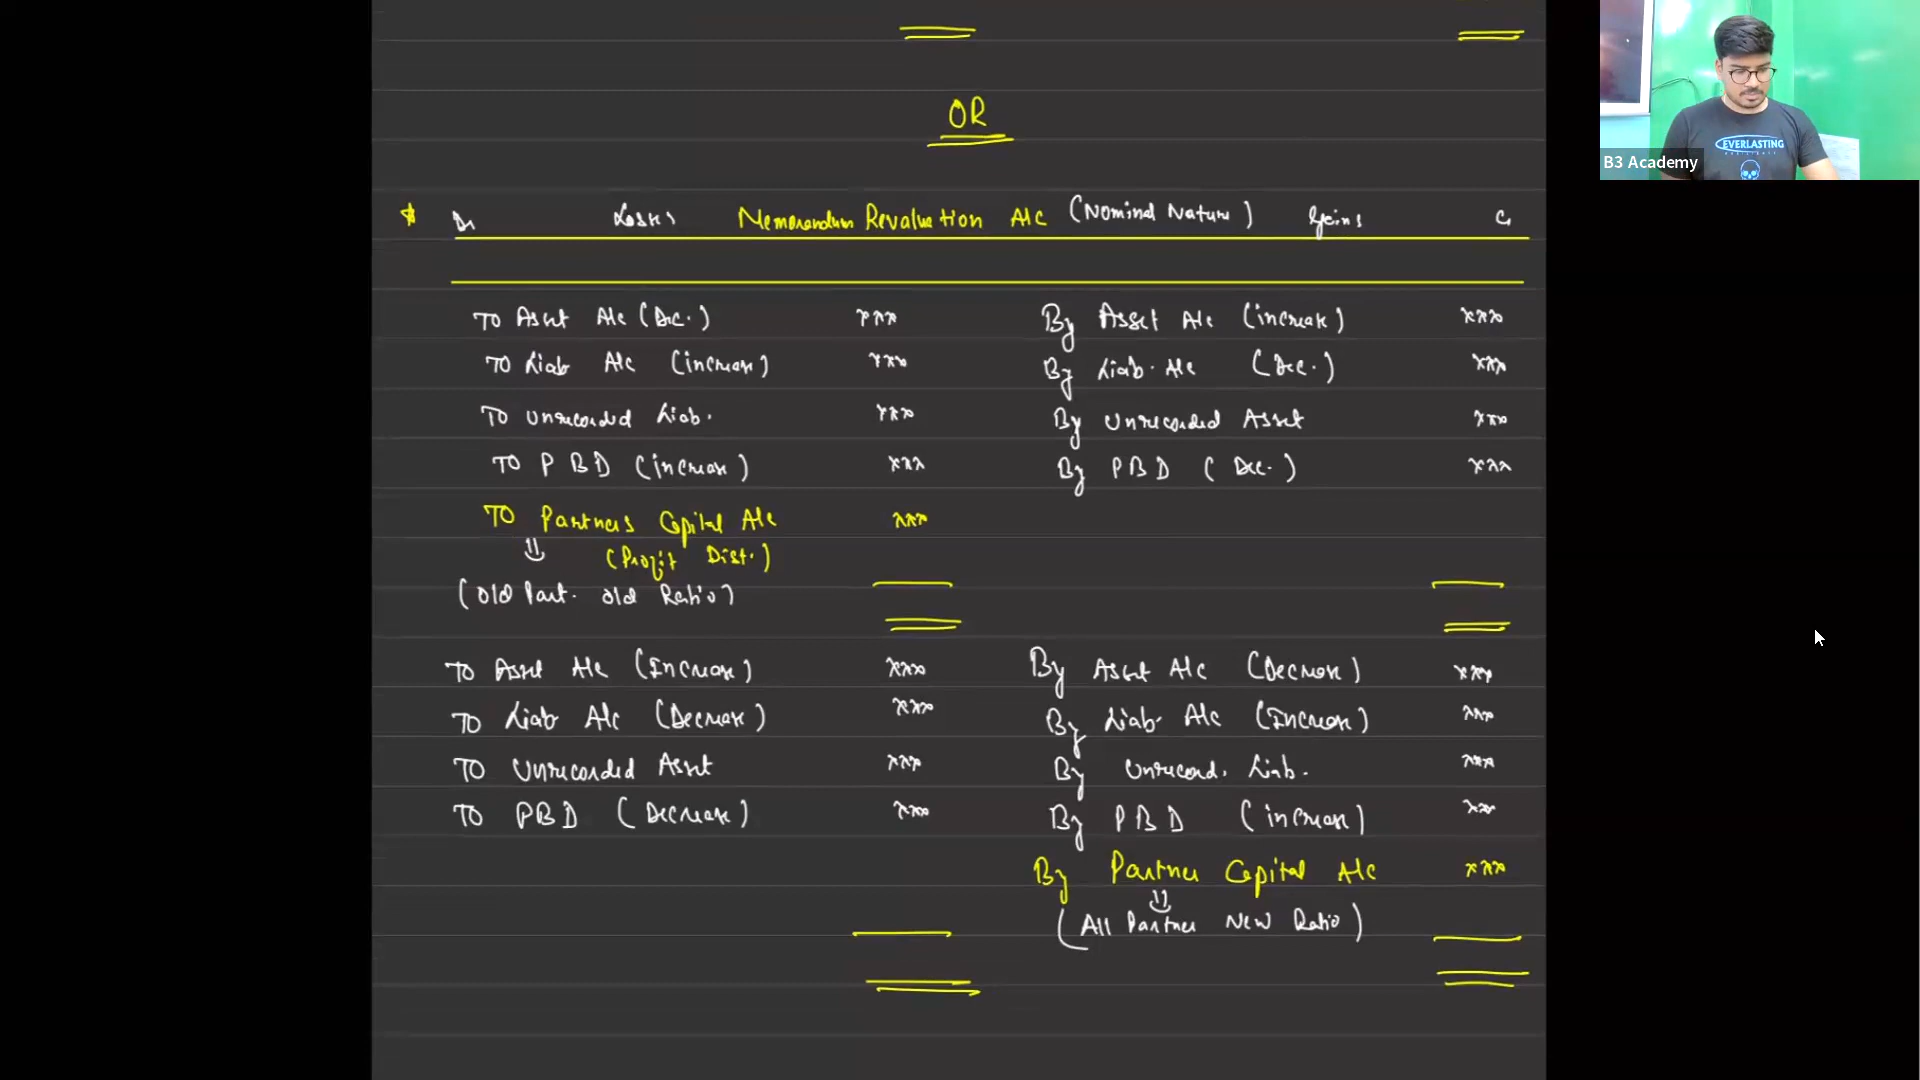 OR
Dr Losses Memorandum Revaluation A/c (Nominal Nature) Gains Cr
TO Asset A/c (Dec.) xxx By Asset A/c (increase) xxx
TO Liab A/c (increase) xxx By Liab. A/c (Dec.) xxx
TO Unrecorded Liab. xxx By Unrecorded Asset xxx
TO PBD (increase) xxx By PBD (Dec.) xxx
TO Partners Capital A/c xxx
(Profit Dist.)
(Old Part. old Ratio)
TO Asset A/c (Increase) xxx By Asset A/c (Decrease) xxx
TO Liab A/c (Decrease) xxx By Liab. A/c (Increase) xxx
TO Unrecorded Asset xxx By Unrecord. Liab. xxx
TO PBD (Decrease) xxx By PBD (increase) xxx
By Partner Capital A/c xxx
(All Partner New Ratio)
EVERLASTING
B3 Academy